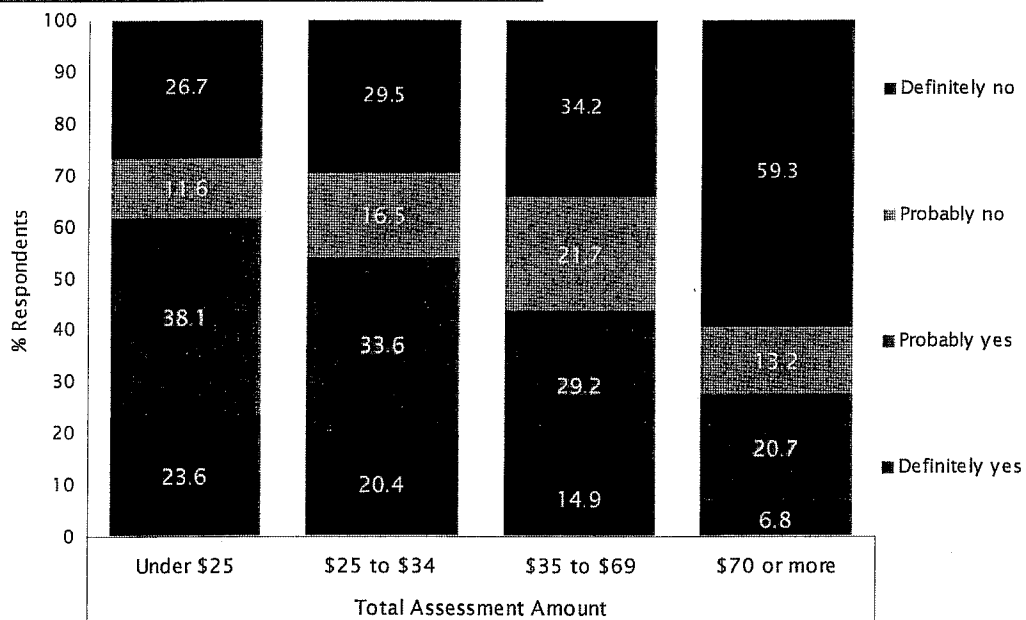 100
90
80
70
60
50
40
30
20
10
0
% Respondents
26.7
11.6
38.1
23.6
29.5
16.5
33.6
20.4
34.2
21.7
29.2
14.9
59.3
13.2
20.7
6.8
Definitely no
Probably no
Probably yes
Definitely yes
Under $25
$25 to $34
$35 to $69
$70 or more
Total Assessment Amount